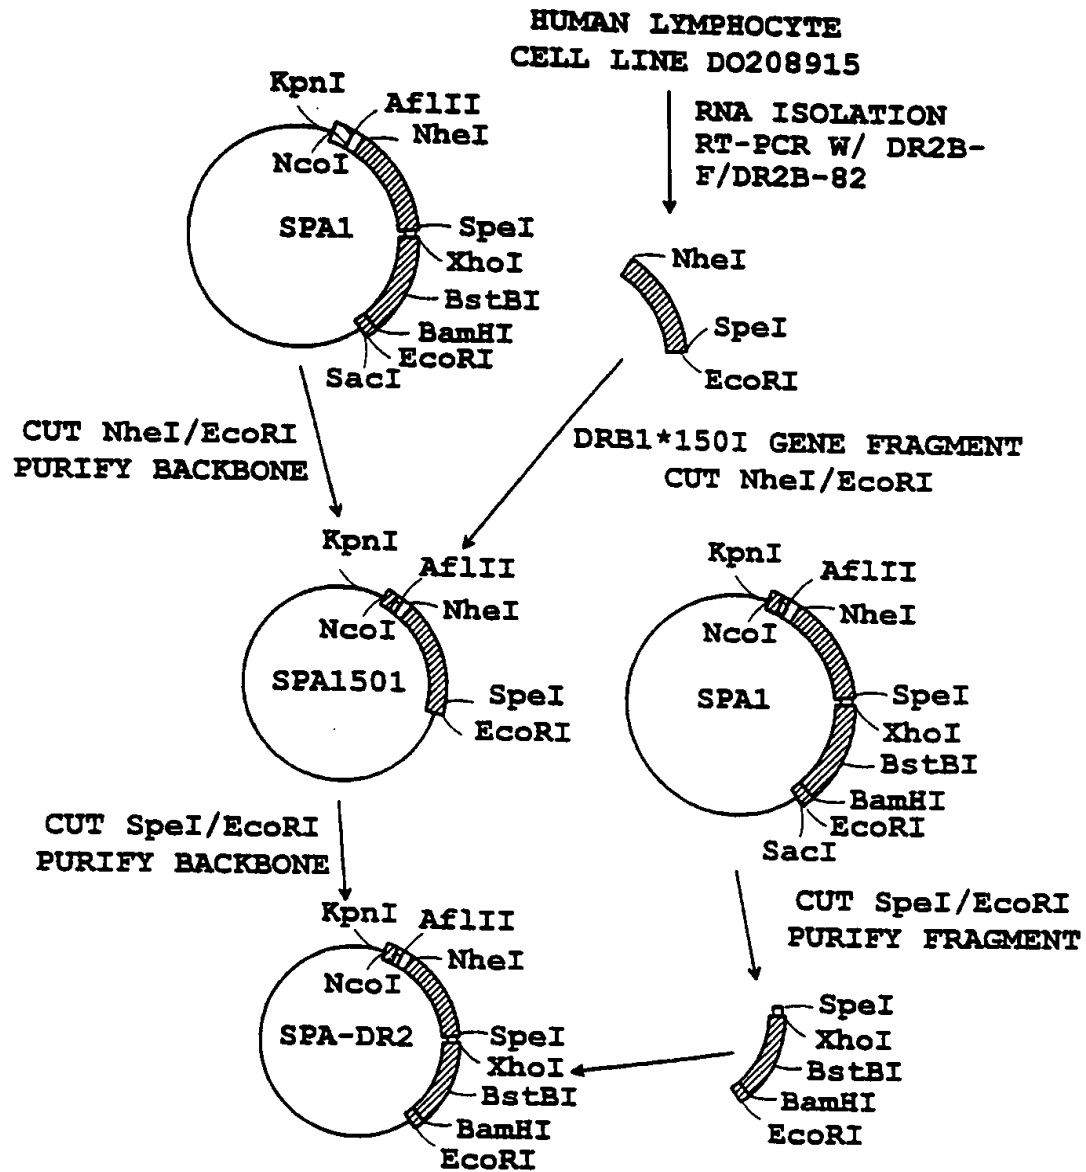 HUMAN LYMPHOCYTE
CELL LINE DO208915
RNA ISOLATION
RT-PCR W/ DR2B-
F/DR2B-82
KpnI
AflII
NheI
NcoI
SPA1
SpeI
XhoI
BstBI
BamHI
EcoRI
SacI
NheI
SpeI
EcoRI
CUT NheI/EcoRI
PURIFY BACKBONE
DRB1*150I GENE FRAGMENT
CUT NheI/EcoRI
KpnI
AflII
NheI
NcoI
SPA1501
SpeI
EcoRI
KpnI
AflII
NheI
NcoI
SPA1
SpeI
XhoI
BstBI
BamHI
EcoRI
SacI
CUT SpeI/EcoRI
PURIFY BACKBONE
CUT SpeI/EcoRI
PURIFY FRAGMENT
KpnI
AflII
NheI
NcoI
SPA-DR2
SpeI
XhoI
BstBI
BamHI
EcoRI
SpeI
XhoI
BstBI
BamHI
EcoRI